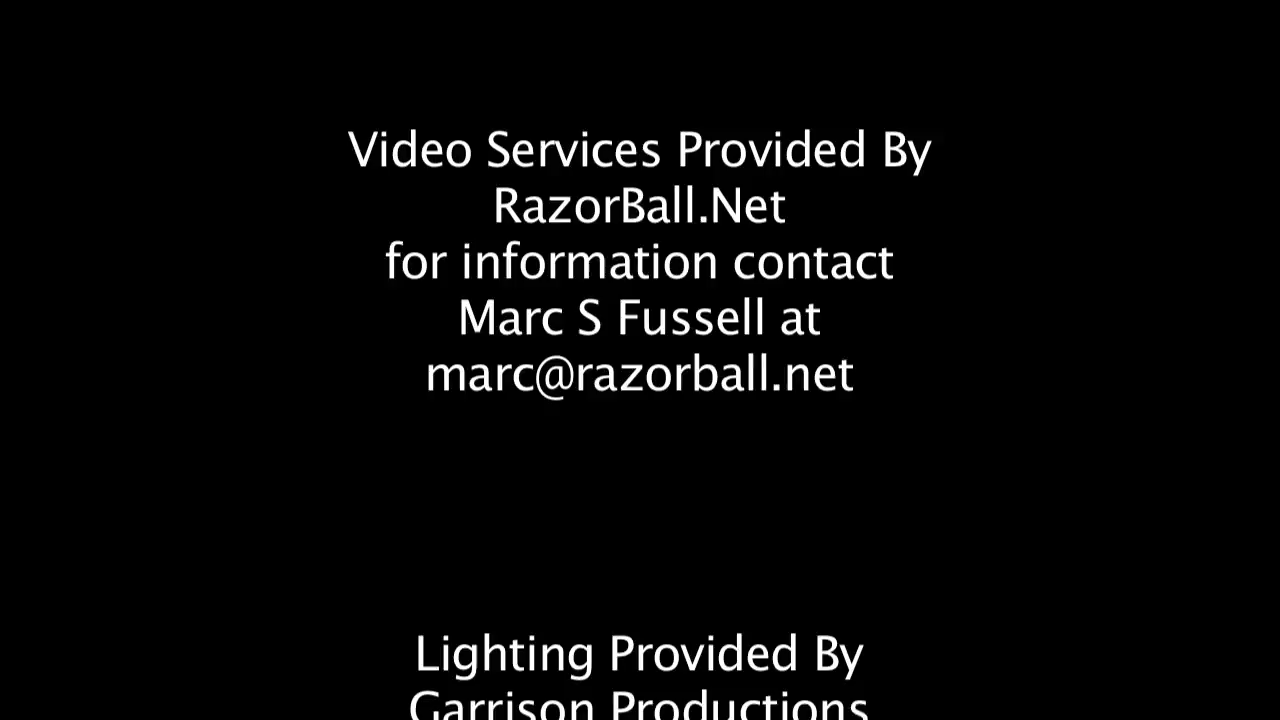 Video Services Provided By
RazorBall.Net
for information contact
Marc S Fussell at
marc@razorball.net
Lighting Provided By
Garrison Productions